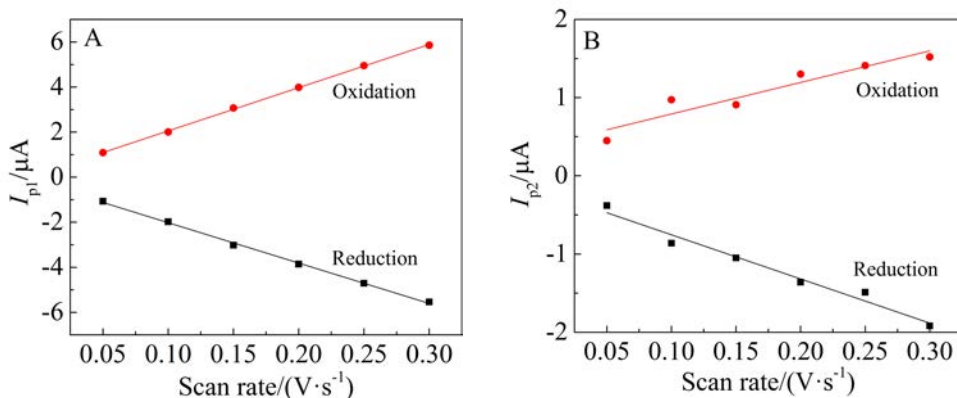 A
6
4
2
0
-2
-4
-6
I_p1/μA
Oxidation
Reduction
0.05 0.10 0.15 0.20 0.25 0.30
Scan rate/(V·s⁻¹)
B
2
1
0
-1
-2
I_p2/μA
Oxidation
Reduction
0.05 0.10 0.15 0.20 0.25 0.30
Scan rate/(V·s⁻¹)